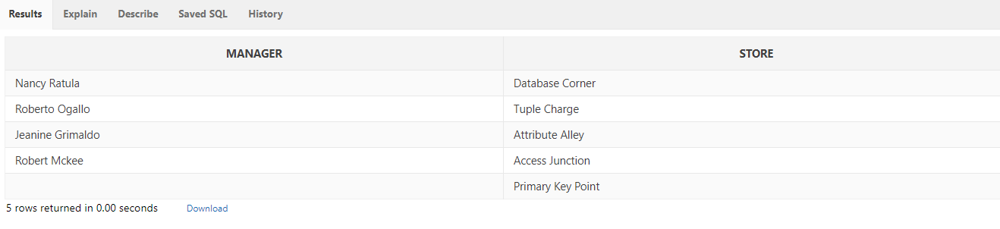 Results Explain Describe Saved SQL History
MANAGER STORE
Nancy Ratula Database Corner
Roberto Ogallo Tuple Charge
Jeanine Grimaldo Attribute Alley
Robert Mckee Access Junction
Primary Key Point
5 rows returned in 0.00 seconds Download